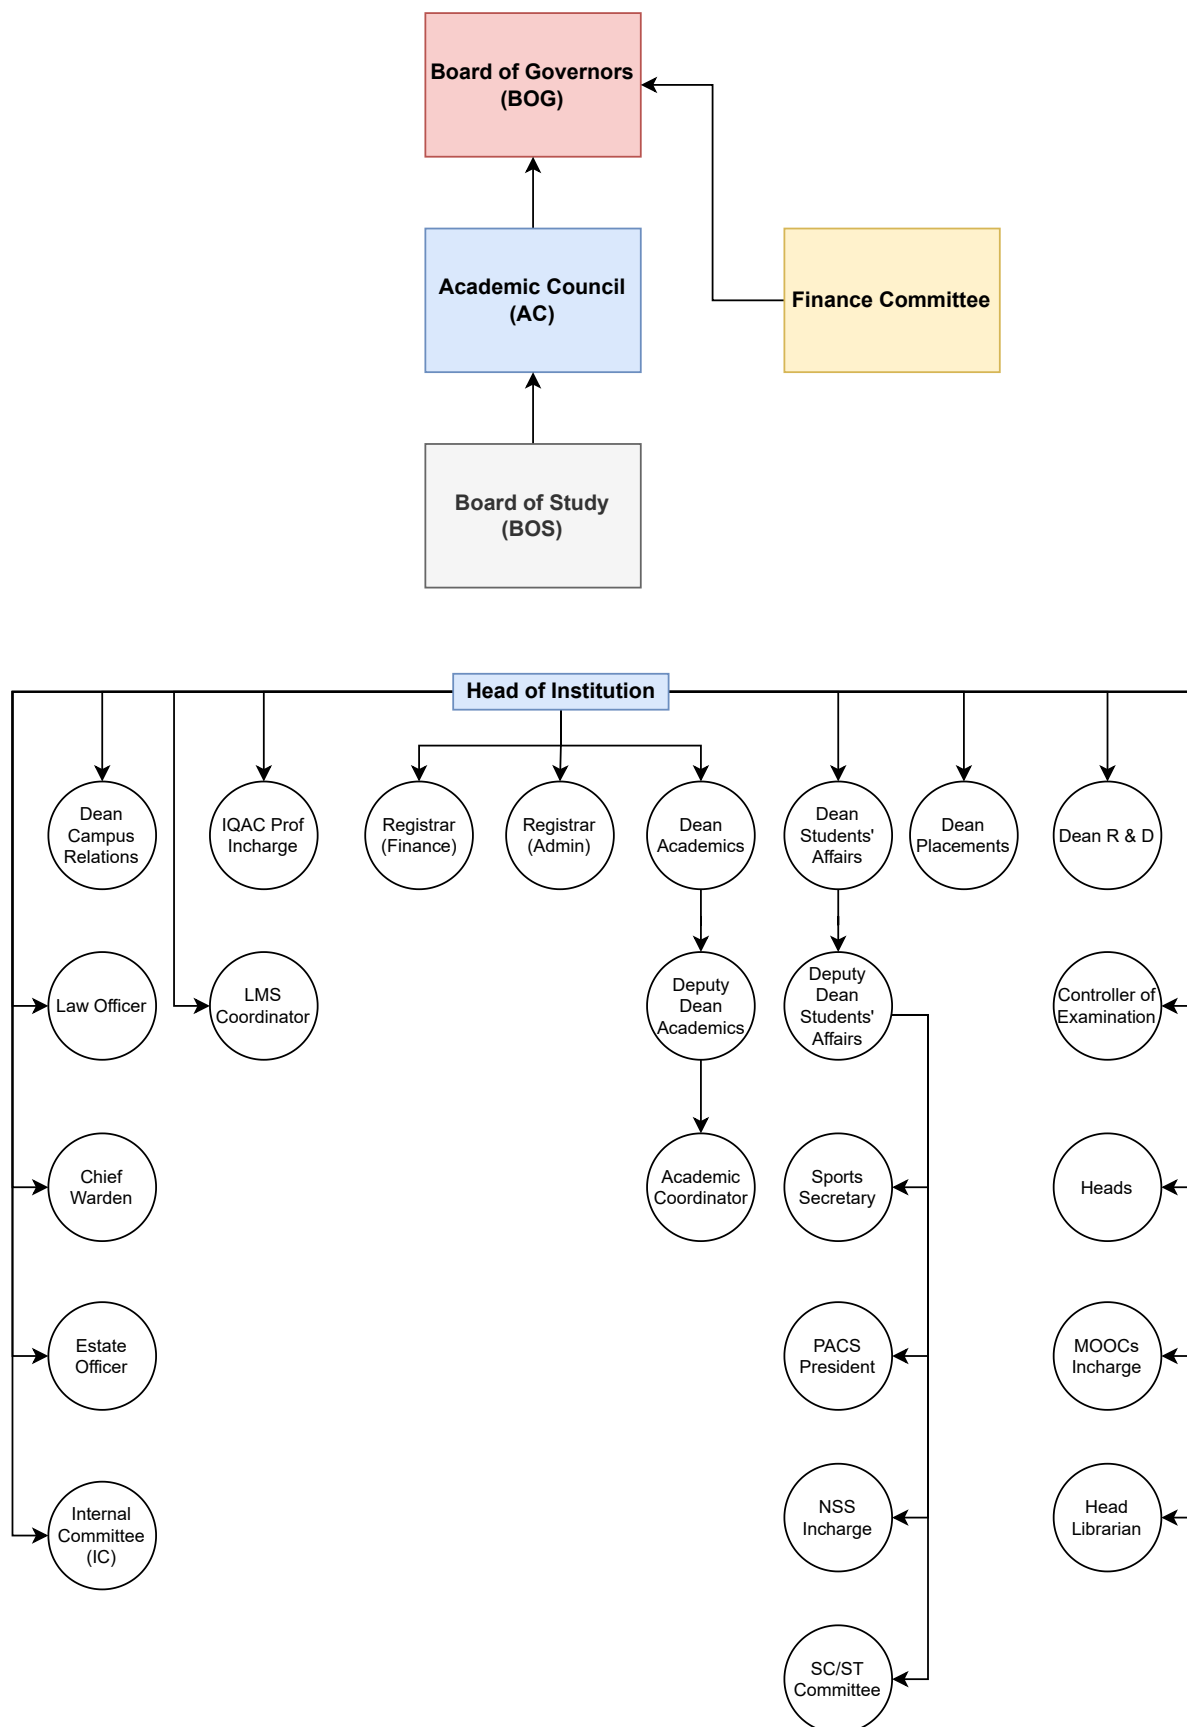 Board of Governors
(BOG)
Academic Council
(AC)
Finance Committee
Board of Study
(BOS)
Head of Institution
Dean
Campus
Relations
IQAC Prof
Incharge
Registrar
(Finance)
Registrar
(Admin)
Dean
Academics
Dean
Students'
Affairs
Dean
Placements
Dean R & D
Law Officer
LMS
Coordinator
Deputy
Dean
Academics
Deputy
Dean
Students'
Affairs
Controller of
Examination
Chief
Warden
Academic
Coordinator
Sports
Secretary
Heads
Estate
Officer
PACS
President
MOOCs
Incharge
Internal
Committee
(IC)
NSS
Incharge
Head
Librarian
SC/ST
Committee